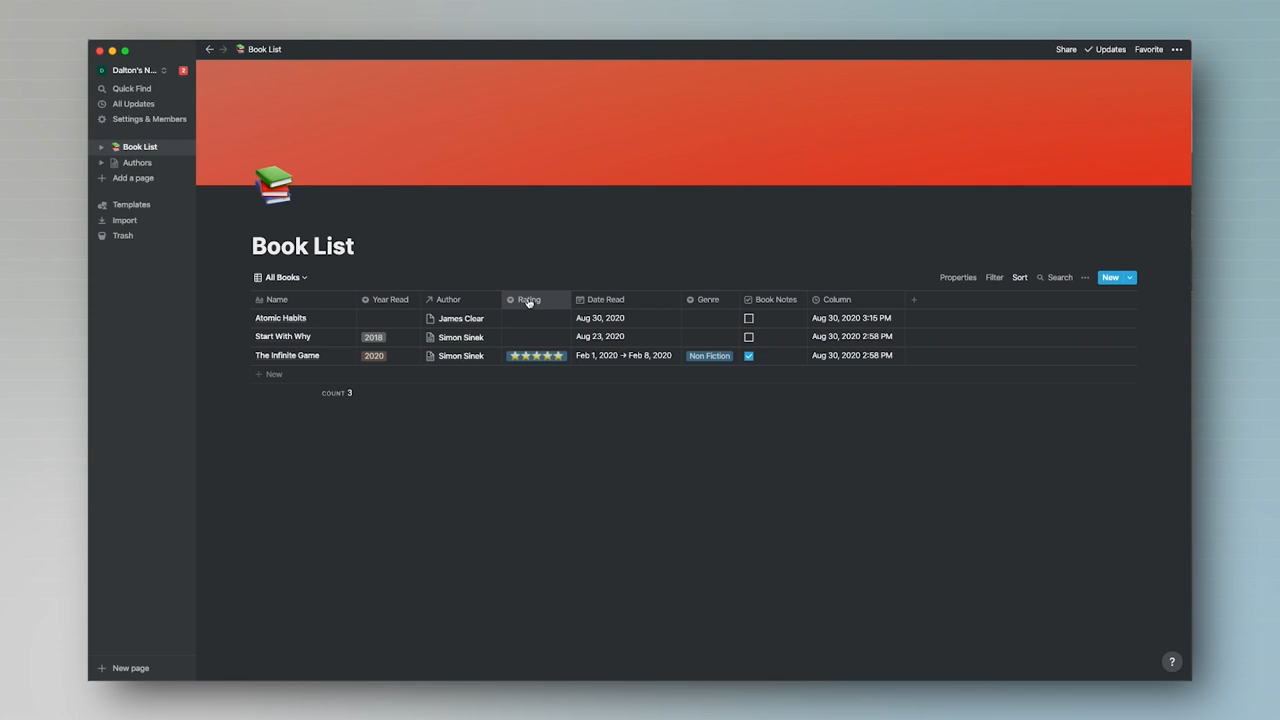 Book List
Share Updates Favorite
D Dalton's N... 2
Quick Find
All Updates
Settings & Members
Book List
Authors
Add a page
Templates
Import
Trash
New page
Book List
All Books
Properties Filter Sort Search New
Name Year Read Author Rating Date Read Genre Book Notes Column
Atomic Habits James Clear Aug 30, 2020 Aug 30, 2020 3:15 PM
Start With Why 2018 Simon Sinek Aug 23, 2020 Aug 30, 2020 2:58 PM
The Infinite Game 2020 Simon Sinek ⭐⭐⭐⭐⭐ Feb 1, 2020 → Feb 8, 2020 Non Fiction Aug 30, 2020 2:58 PM
New
COUNT 3
?